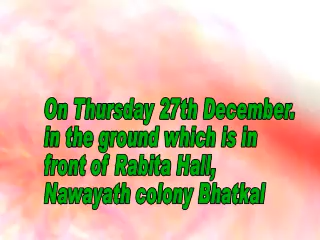 On Thursday 27th December.
in the ground which is in
front of Rabita Hall,
Nawayath colony Bhatkal